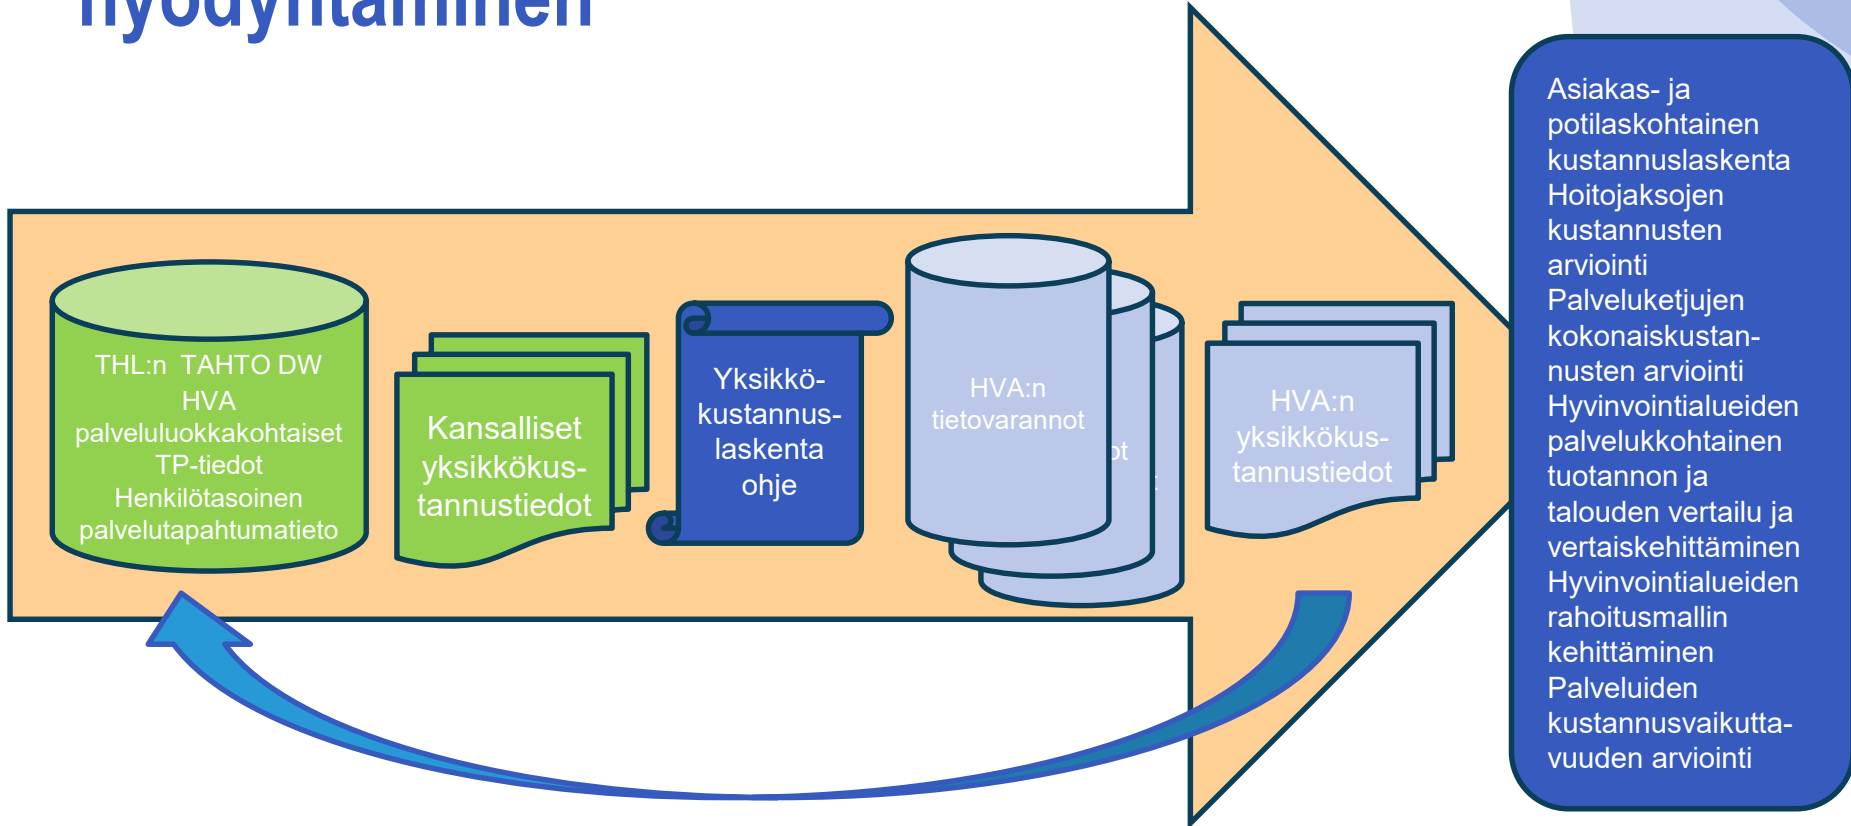 hyödyntäminen
THL:n TAHTO DW
HVA
palveluluokkakohtaiset
TP-tiedot
Henkilötasoinen
palvelutapahtumatieto
Kansalliset
yksikkökus-
tannustiedot
Yksikkö-
kustannus-
laskenta
ohje
HVA:n
tietovarannot
ot
HVA:n
yksikkökus-
tannustiedot
Asiakas- ja
potilaskohtainen
kustannuslaskenta
Hoitojaksojen
kustannusten
arviointi
Palveluketjujen
kokonaiskustan-
nusten arviointi
Hyvinvointialueiden
palvelukkohtainen
tuotannon ja
talouden vertailu ja
vertaiskehittäminen
Hyvinvointialueiden
rahoitusmallin
kehittäminen
Palveluiden
kustannusvaikutta-
vuuden arviointi